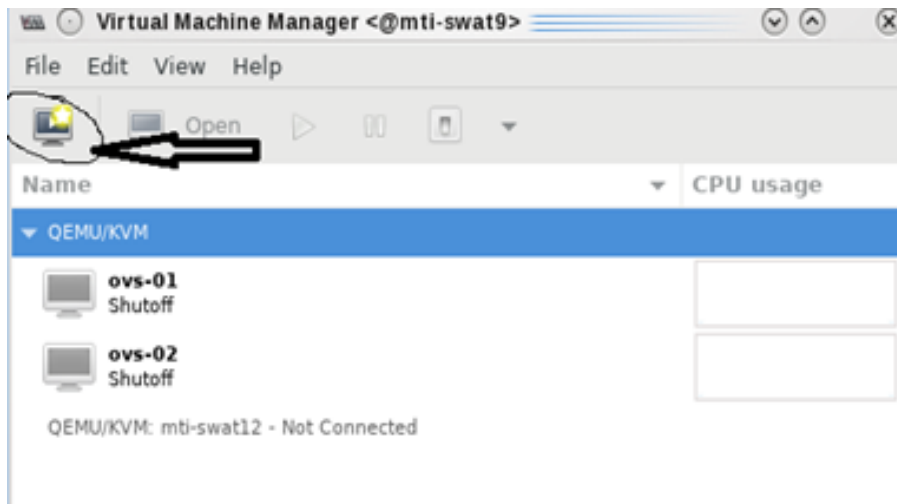 Virtual Machine Manager <@mti-swat9>
File Edit View Help
Open
Name CPU usage
QEMU/KVM
ovs-01
Shutoff
ovs-02
Shutoff
QEMU/KVM: mti-swat12 - Not Connected